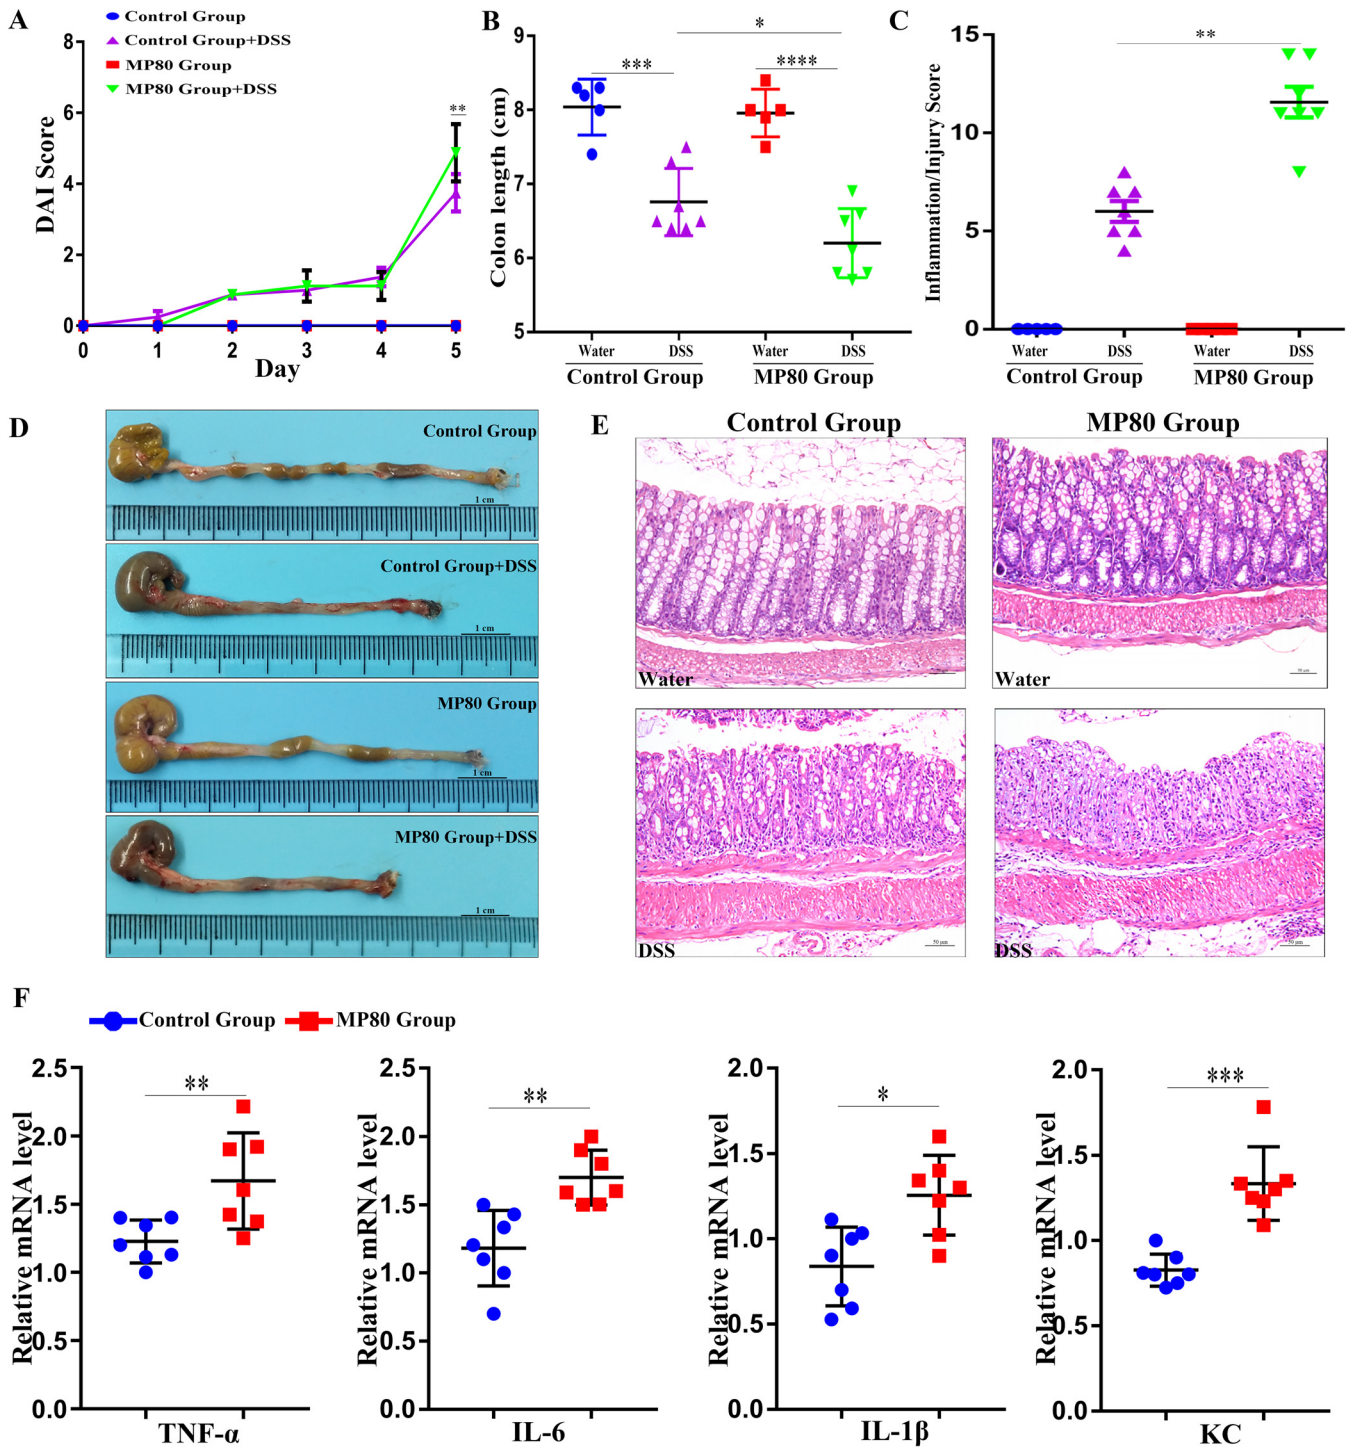 A
Control Group
Control Group+DSS
MP80 Group
MP80 Group+DSS
**
DAI Score
8
6
4
2
0
0 1 2 3 4 5
Day
B
*
*** ****
Colon length (cm)
9
8
7
6
5
Water DSS Water DSS
Control Group MP80 Group
C
**
Inflammation/Injury Score
15
10
5
0
Water DSS Water DSS
Control Group MP80 Group
D
Control Group
1 cm
Control Group+DSS
1 cm
MP80 Group
1 cm
MP80 Group+DSS
1 cm
E
Control Group MP80 Group
Water
Water
50 μm
DSS
50 μm
DSS
50 μm
F
Control Group MP80 Group
**
Relative mRNA level
2.5
2.0
1.5
1.0
0.5
0.0
TNF-α
**
Relative mRNA level
2.5
2.0
1.5
1.0
0.5
0.0
IL-6
*
Relative mRNA level
2.0
1.5
1.0
0.5
0.0
IL-1β
***
Relative mRNA level
2.0
1.5
1.0
0.5
0.0
KC